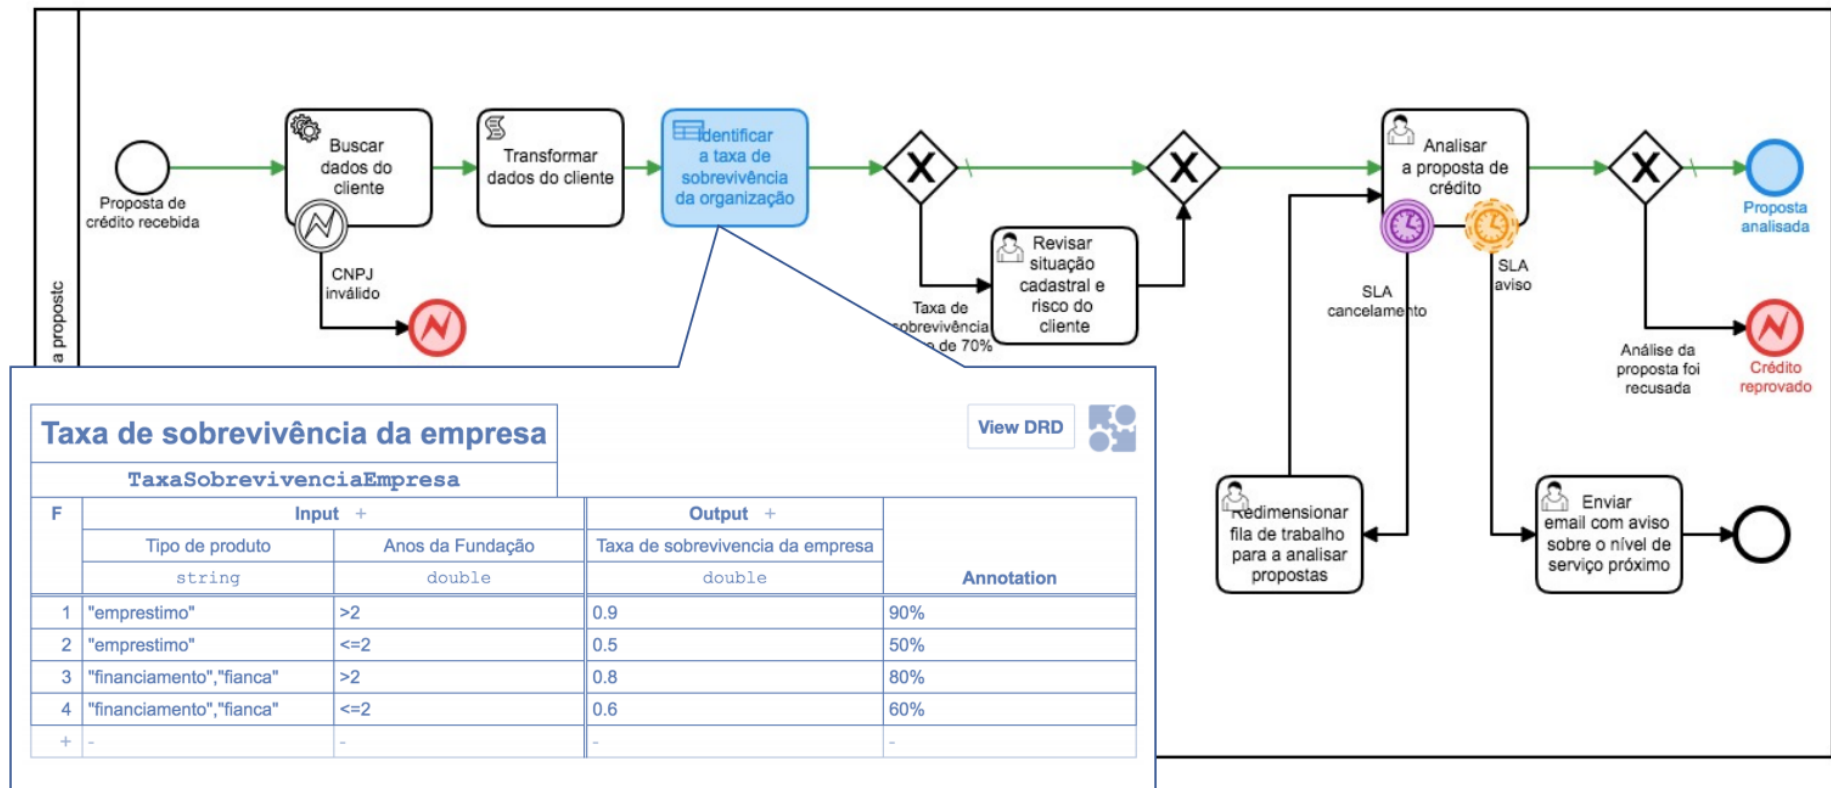 Proposta de
crédito recebida
Buscar
dados do
cliente
CNPJ
inválido
Transformar
dados do cliente
Identificar
a taxa de
sobrevivência
da organização
X
Taxa de
sobrevivência
de 70%
Revisar
situação
cadastral e
risco do
cliente
X
Analisar
a proposta de
crédito
SLA
cancelamento
SLA
aviso
X
Proposta
analisada
Análise da
proposta foi
recusada
Crédito
reprovado
Redimensionar
fila de trabalho
para a analisar
propostas
Enviar
email com aviso
sobre o nível de
serviço próximo
a propostc
Taxa de sobrevivência da empresa
View DRD
TaxaSobrevivenciaEmpresa
F Input + Output +
Tipo de produto Anos da Fundação Taxa de sobrevivencia da empresa
string double double Annotation
1 "emprestimo" >2 0.9 90%
2 "emprestimo" <=2 0.5 50%
3 "financiamento","fianca" >2 0.8 80%
4 "financiamento","fianca" <=2 0.6 60%
+ - - - -